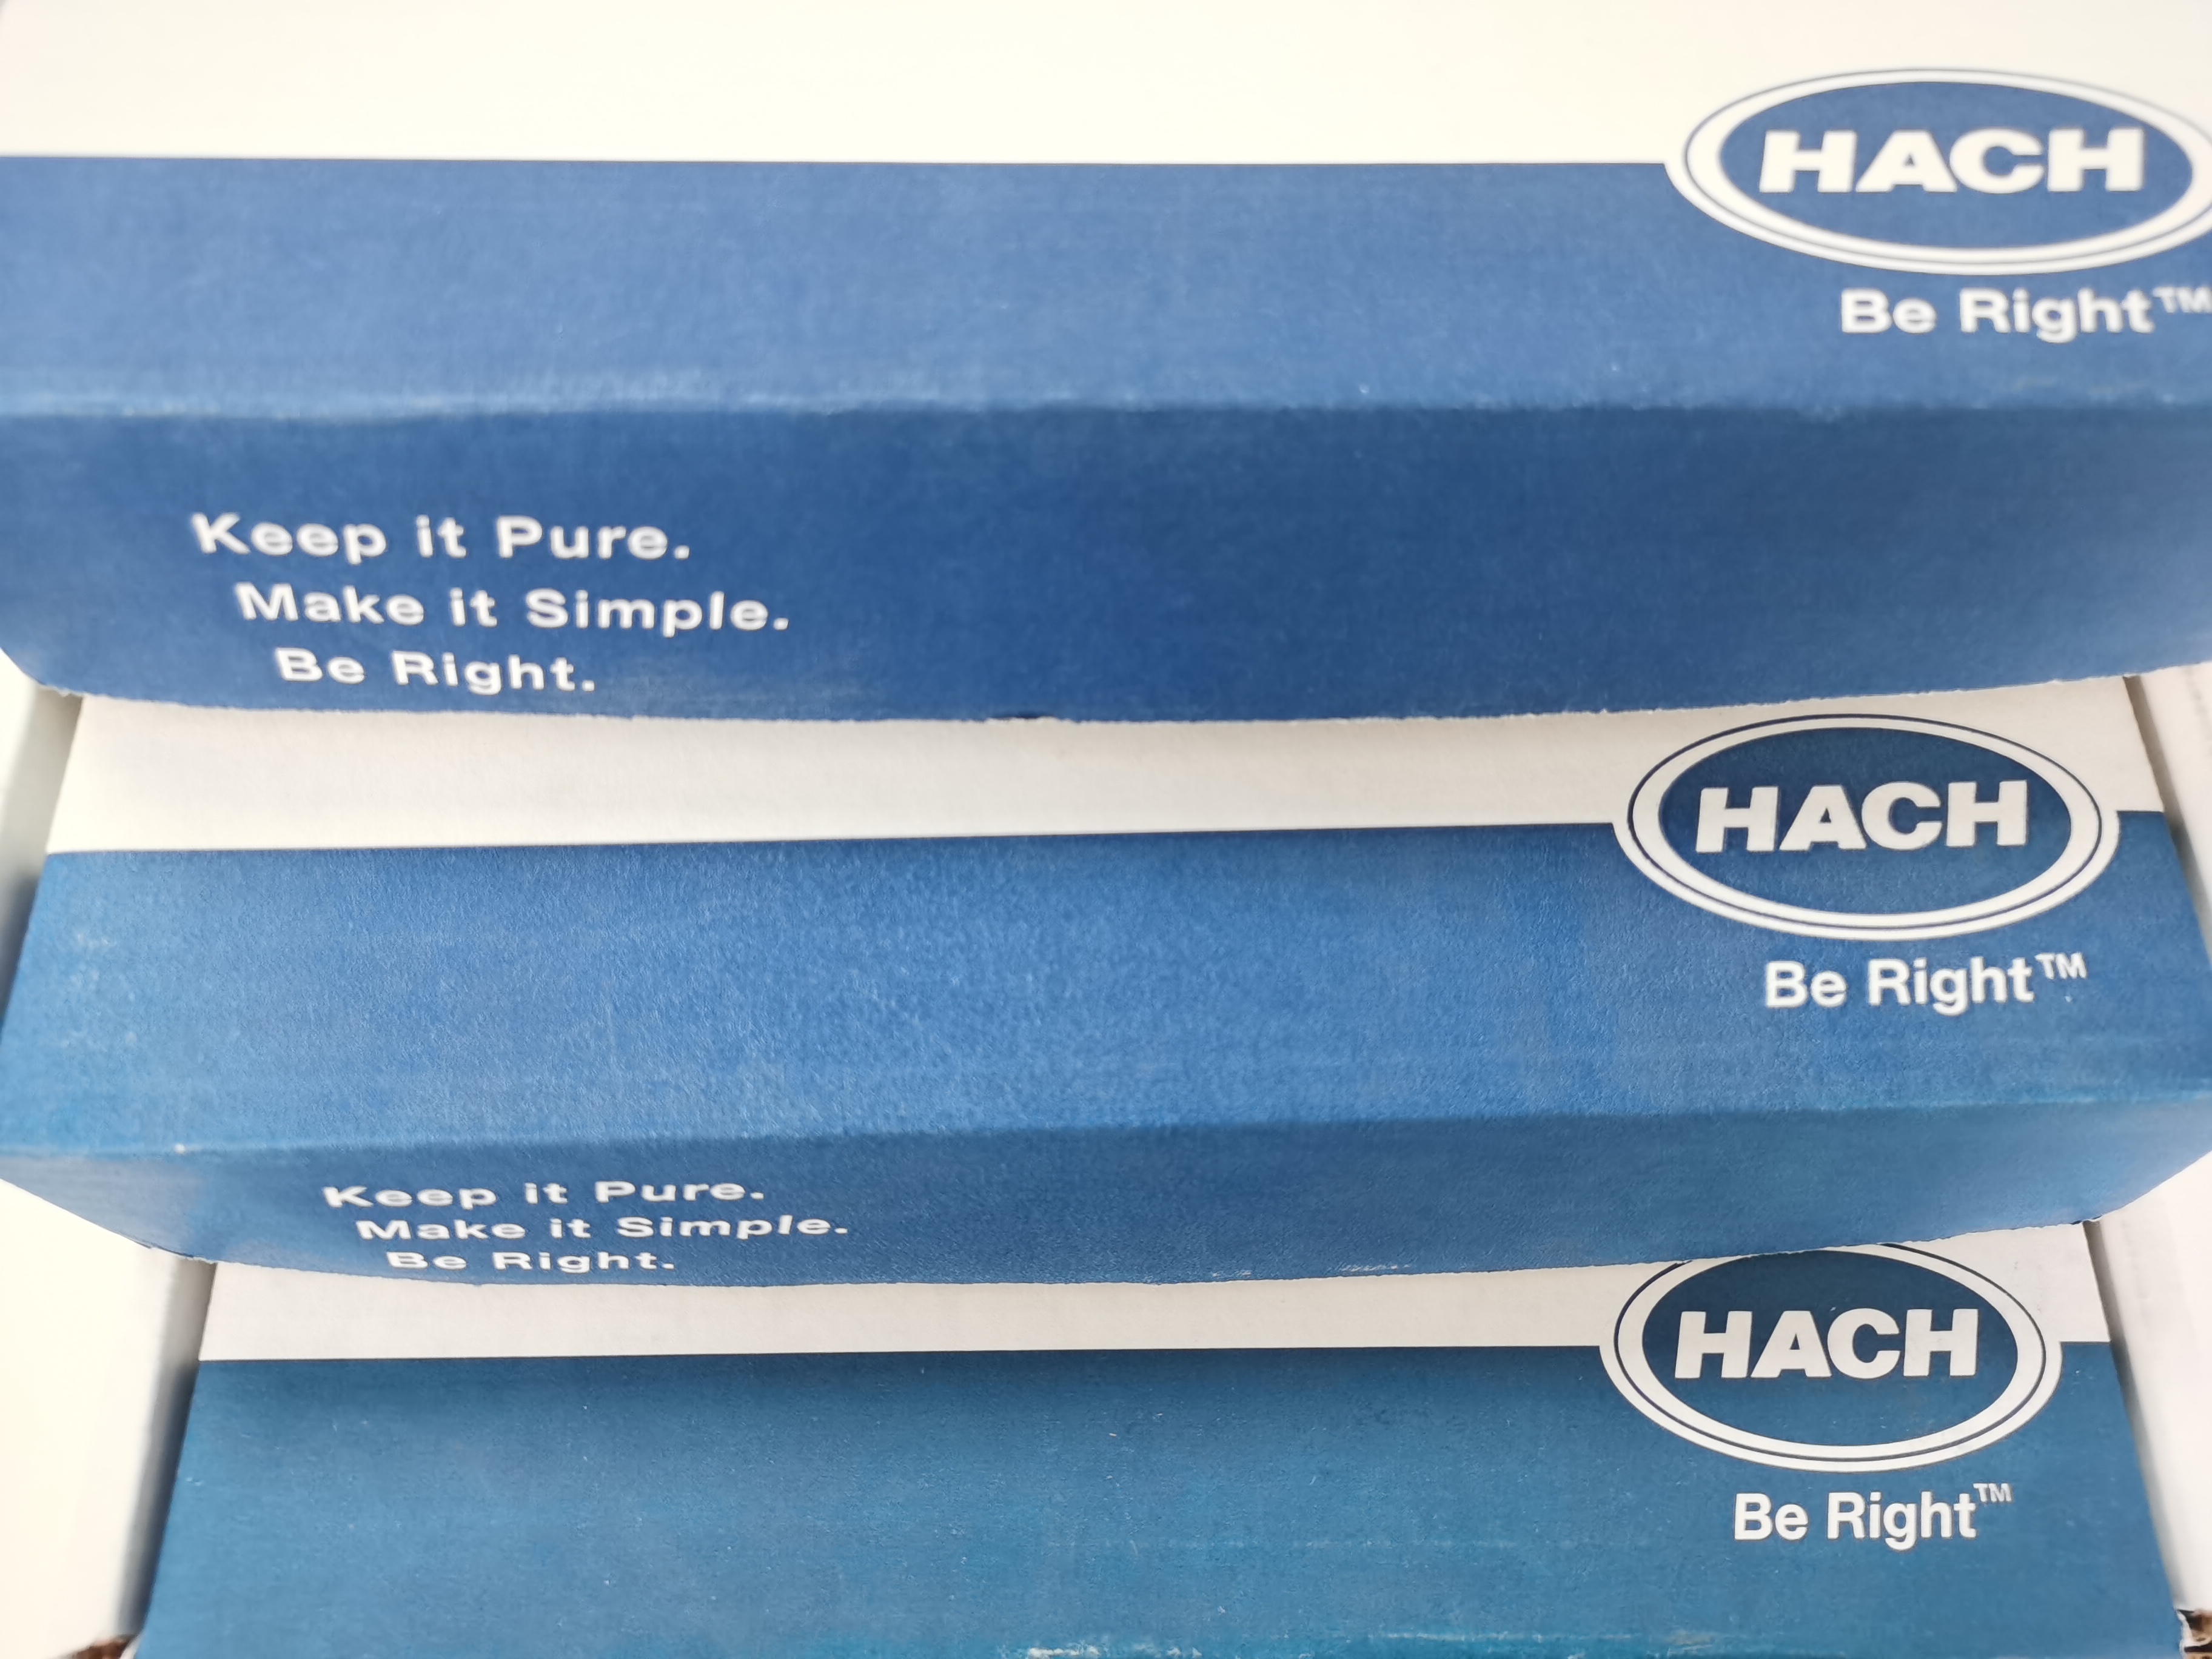 HACH
Be Right™
Keep it Pure.
Make it Simple.
Be Right.
HACH
Be Right™
Keep it Pure.
Make it Simple.
Be Right.
HACH
Be Right™